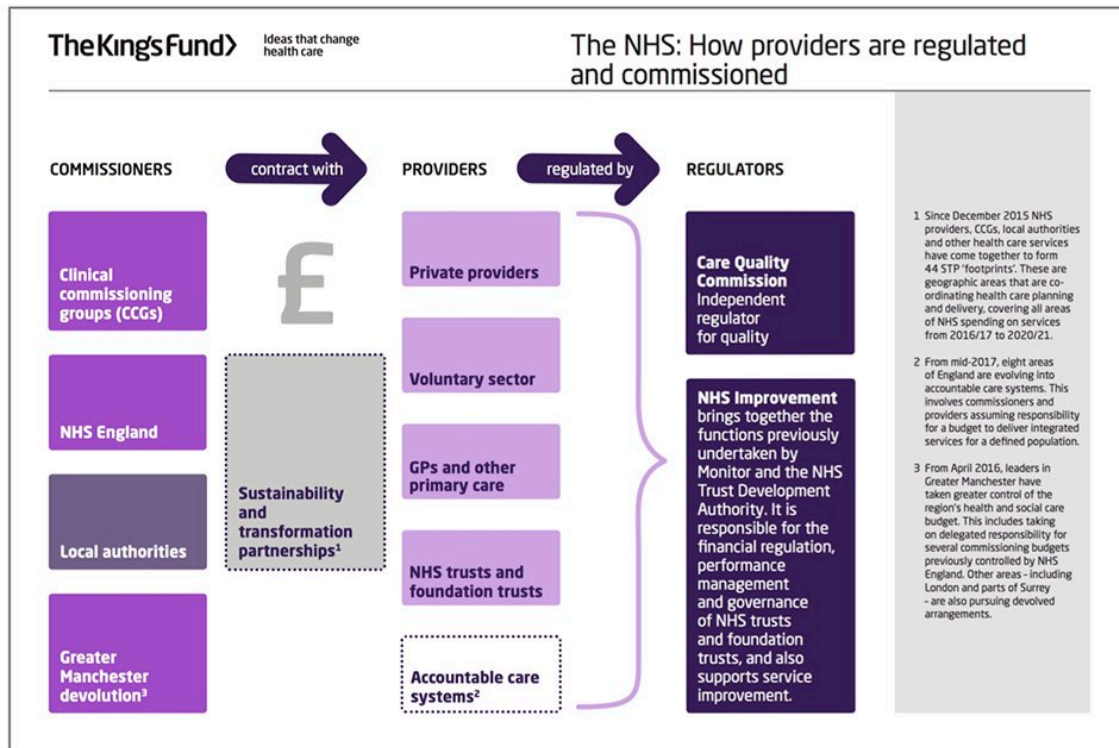 TheKingsFund>
Ideas that change
health care
The NHS: How providers are regulated
and commissioned
COMMISSIONERS
contract with
PROVIDERS
regulated by
REGULATORS
Clinical
commissioning
groups (CCGs)
NHS England
Local authorities
Greater
Manchester
devolution3
£
Sustainability
and
transformation
partnerships1
Private providers
Voluntary sector
GPs and other
primary care
NHS trusts and
foundation trusts
Accountable care
systems2
Care Quality
Commission
Independent
regulator
for quality
NHS Improvement
brings together the
functions previously
undertaken by
Monitor and the NHS
Trust Development
Authority. It is
responsible for the
financial regulation,
performance
management
and governance
of NHS trusts
and foundation
trusts, and also
supports service
improvement.
1 Since December 2015 NHS
providers, CCGs, local authorities
and other health care services
have come together to form
44 STP ‘footprints’. These are
geographic areas that are co-
ordinating health care planning
and delivery, covering all areas
of NHS spending on services
from 2016/17 to 2020/21.
2 From mid-2017, eight areas
of England are evolving into
accountable care systems. This
involves commissioners and
providers assuming responsibility
for a budget to deliver integrated
services for a defined population.
3 From April 2016, leaders in
Greater Manchester have
taken greater control of the
region’s health and social care
budget. This includes taking
on delegated responsibility for
several commissioning budgets
previously controlled by NHS
England. Other areas – including
London and parts of Surrey
– are also pursuing devolved
arrangements.